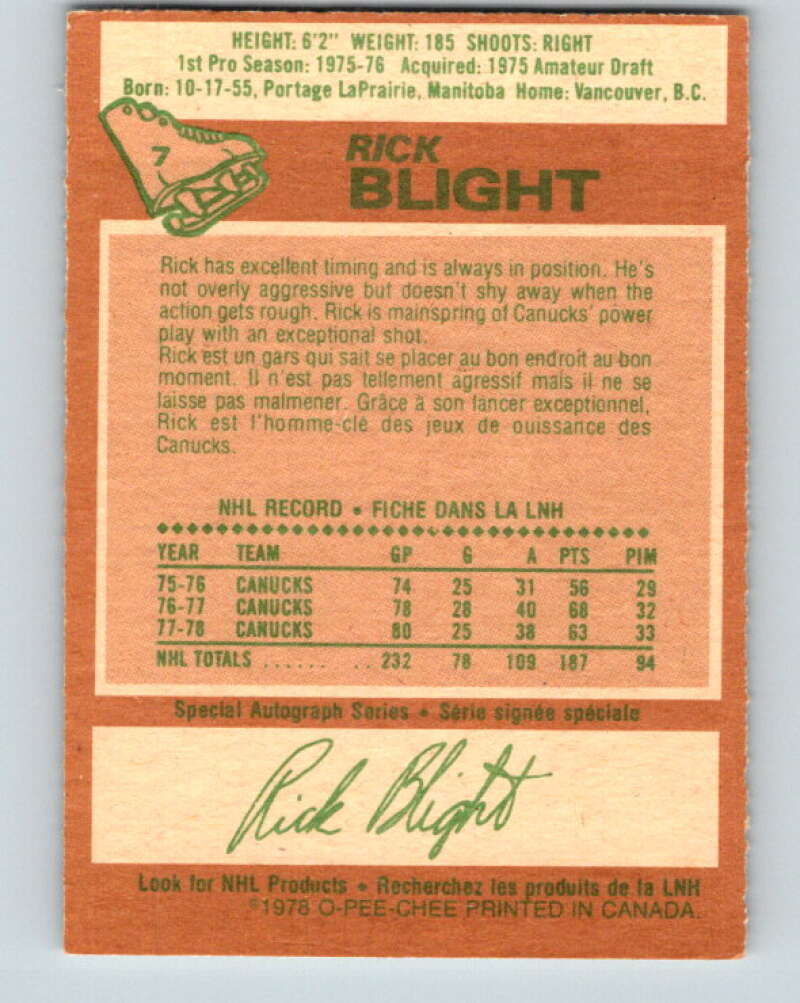 HEIGHT: 6'2" WEIGHT: 185 SHOOTS: RIGHT
1st Pro Season: 1975-76 Acquired: 1975 Amateur Draft
Born: 10-17-55, Portage LaPrairie, Manitoba Home: Vancouver, B.C.
7
RICK
BLIGHT
Rick has excellent timing and is always in position. He's
not overly aggressive but doesn't shy away when the
action gets rough. Rick is mainspring of Canucks' power
play with an exceptional shot.
Rick est un gars qui sait se placer au bon endroit au bon
moment. Il n'est pas tellement agressif mais il ne se
laisse pas malmener. Grâce à son lancer exceptionnel,
Rick est l'homme-clé des jeux de ouissance des
Canucks.
NHL RECORD • FICHE DANS LA LNH
YEAR TEAM GP G A PTS PIM
75-76 CANUCKS 74 25 31 56 29
76-77 CANUCKS 78 28 40 68 32
77-78 CANUCKS 80 25 38 63 33
NHL TOTALS ...... .. 232 78 109 187 94
Special Autograph Series • Série signée spéciale
Rick Blight
Look for NHL Products • Recherchez les produits de la LNH
©1978 O-PEE-CHEE PRINTED IN CANADA.